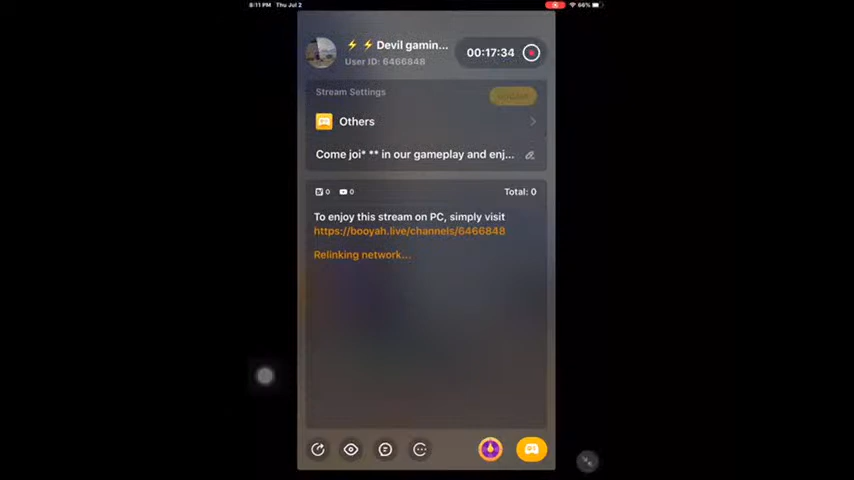 8:11 PM Thu Jul 2
66%
⚡ ⚡ Devil gamin...
00:17:34
User ID: 6466848
Stream Settings
Others
Come joi* ** in our gameplay and enj...
0 0 Total: 0
To enjoy this stream on PC, simply visit
https://booyah.live/channels/6466848
Relinking network...